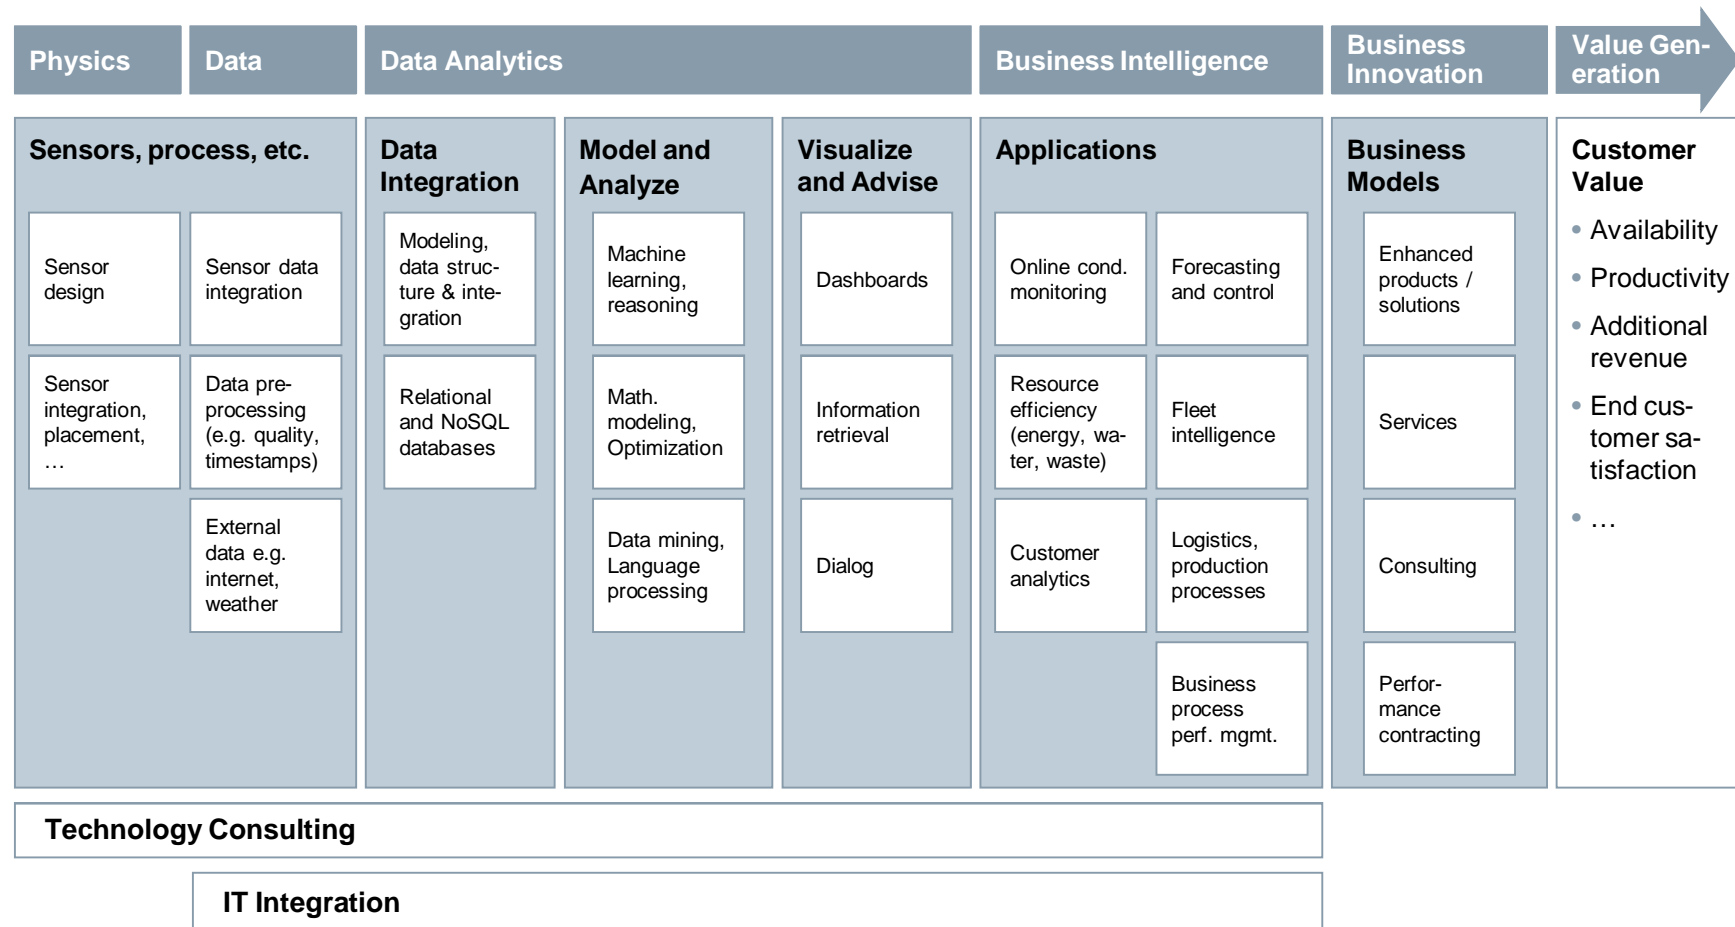 Physics
Data
Data Analytics
Business Intelligence
Business
Innovation
Value Gen-
eration
Sensors, process, etc.
Sensor
design
Sensor
integration,
placement,
…
Sensor data
integration
Data pre-
processing
(e.g. quality,
timestamps)
External
data e.g.
internet,
weather
Data
Integration
Modeling,
data struc-
ture & inte-
gration
Relational
and NoSQL
databases
Model and
Analyze
Machine
learning,
reasoning
Math.
modeling,
Optimization
Data mining,
Language
processing
Visualize
and Advise
Dashboards
Information
retrieval
Dialog
Applications
Online cond.
monitoring
Forecasting
and control
Resource
efficiency
(energy, wa-
ter, waste)
Fleet
intelligence
Customer
analytics
Logistics,
production
processes
Business
process
perf. mgmt.
Business
Models
Enhanced
products /
solutions
Services
Consulting
Perfor-
mance
contracting
Customer
Value
• Availability
• Productivity
• Additional
revenue
• End cus-
tomer sa-
tisfaction
• …
Technology Consulting
IT Integration